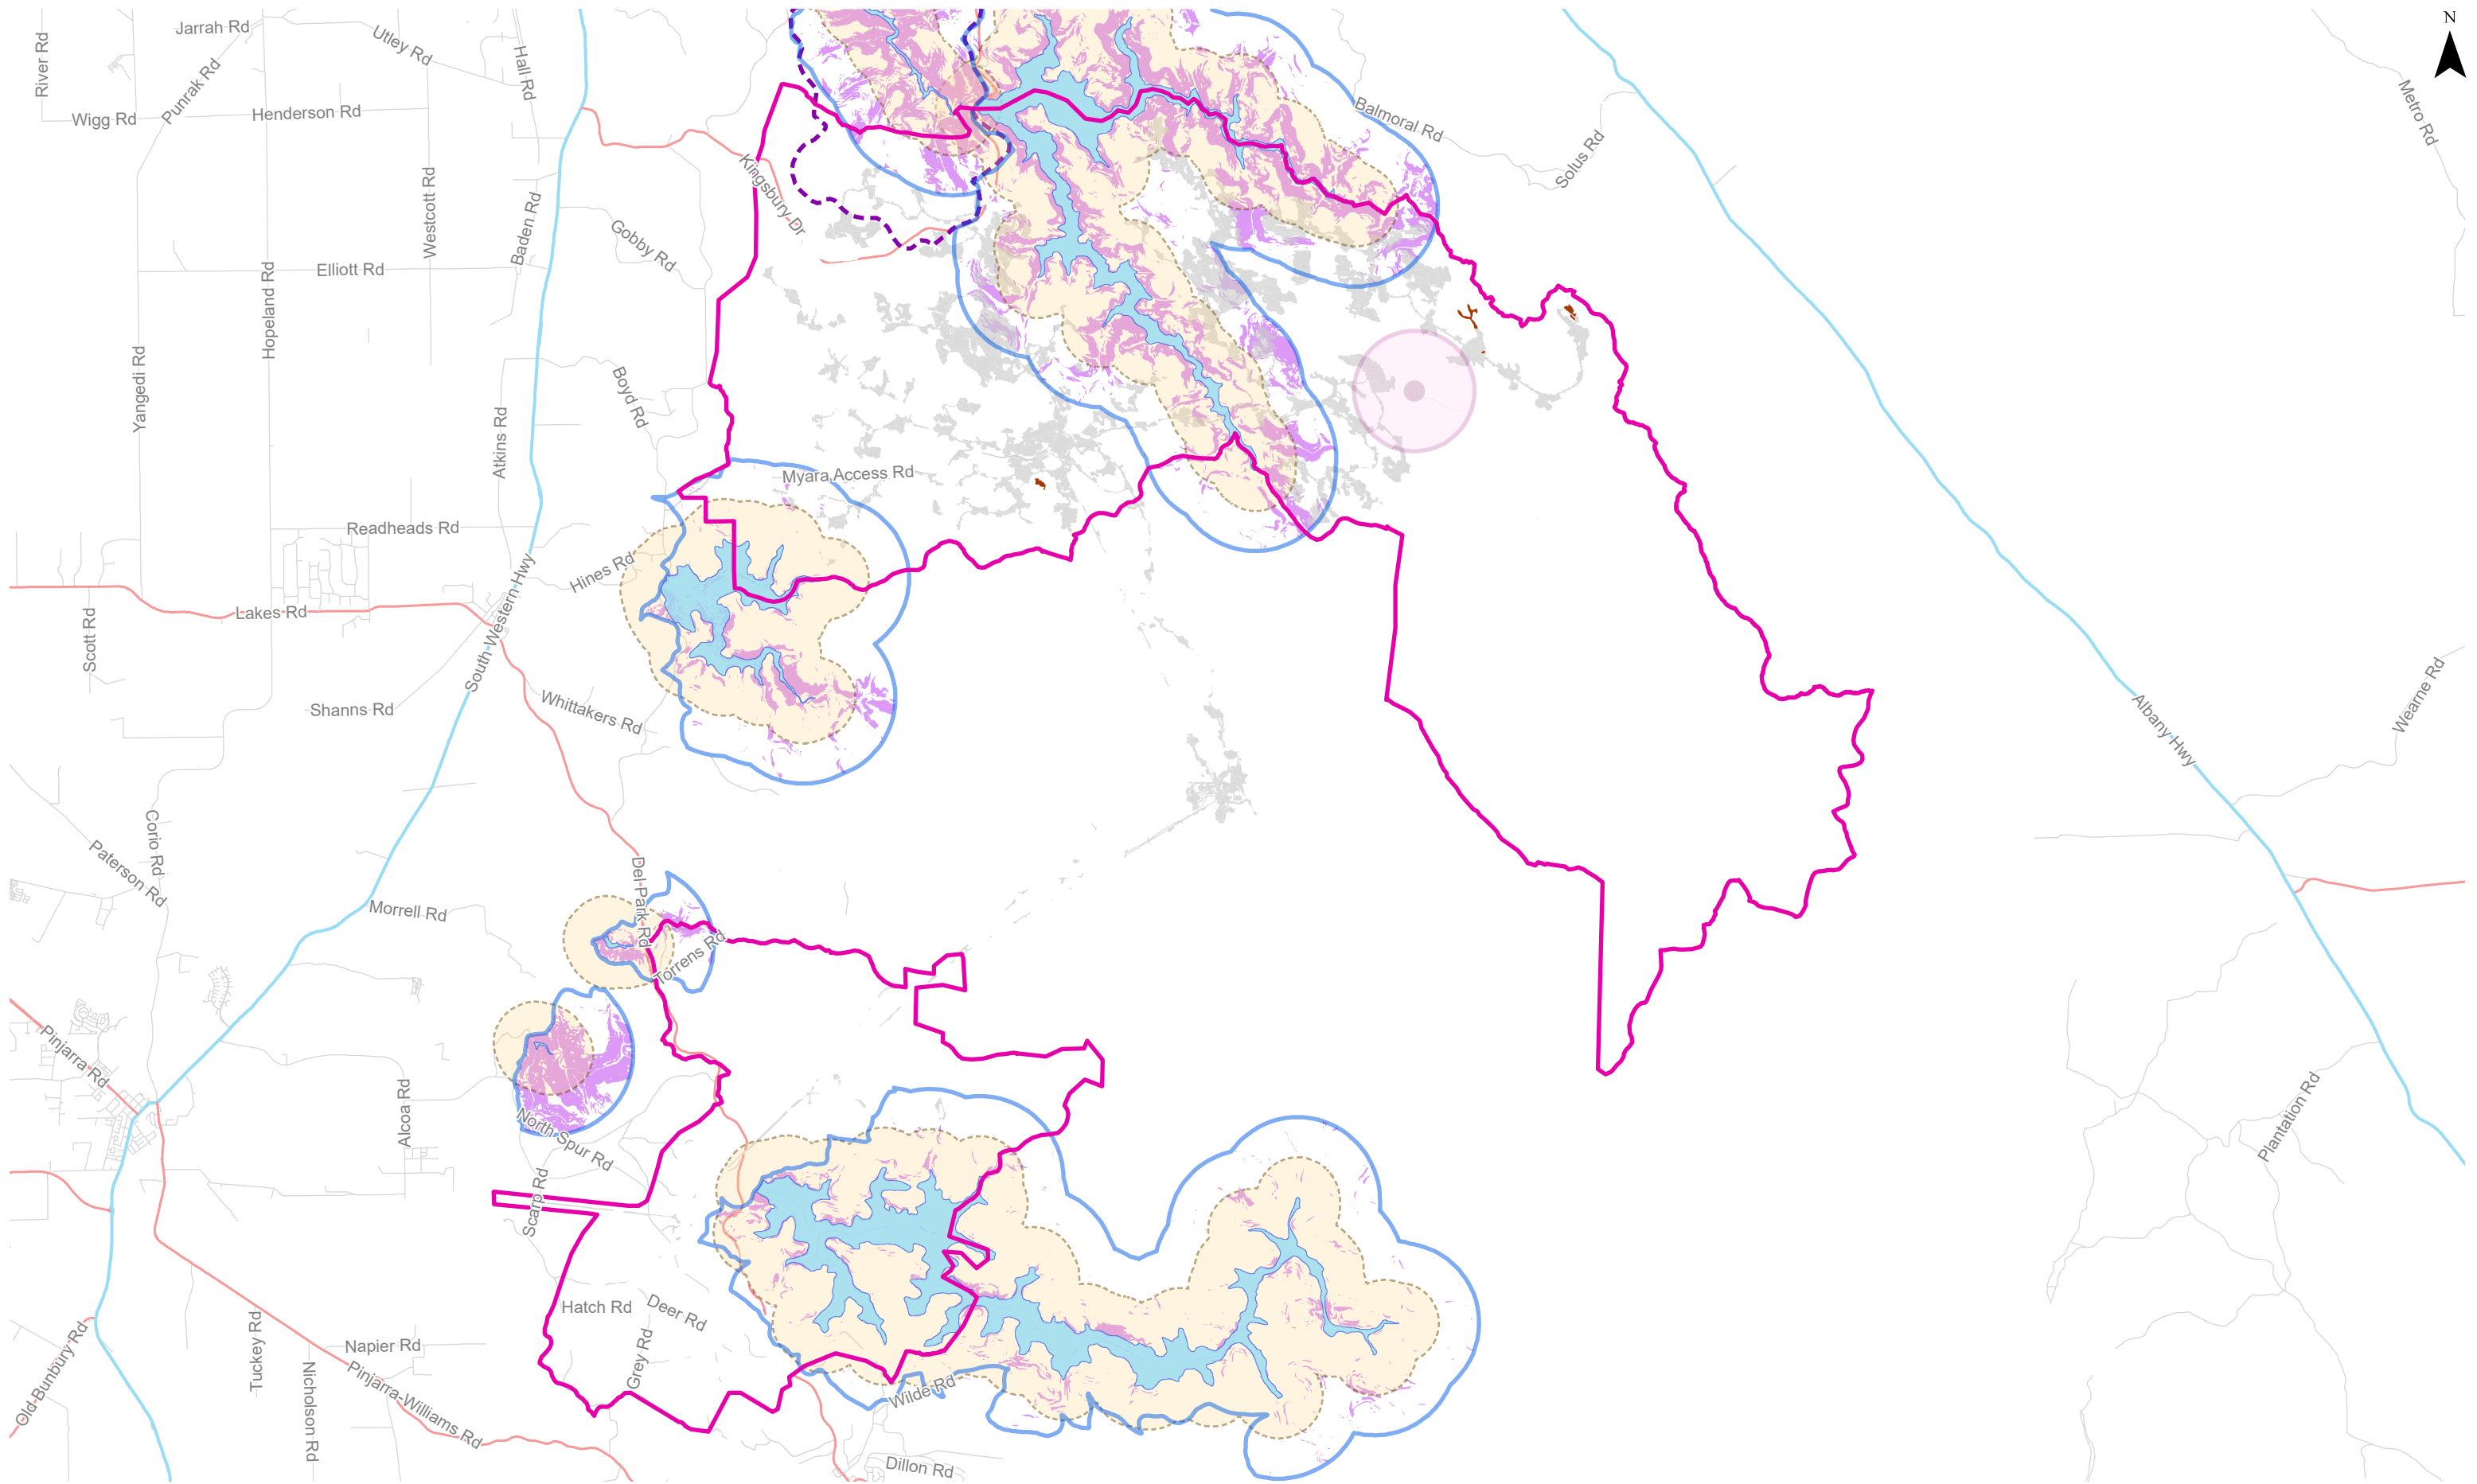 N
River Rd
Jarrah Rd
Utley Rd
Hall Rd
Punrak Rd
Wigg Rd
Henderson Rd
Balmoral Rd
Metro Rd
Solus Rd
Kingsbury Dr
Westcott Rd
Baden Rd
Gobby Rd
Elliott Rd
Hopeland Rd
Yangedi Rd
Boyd Rd
Atkins Rd
Myara Access Rd
Readheads Rd
Hines Rd
South Western Hwy
Lakes Rd
Scott Rd
Shanns Rd
Whittakers Rd
Wearne Rd
Albany Hwy
Corio Rd
Paterson Rd
Del Park Rd
Morrell Rd
Torrens Rd
Pinjarra Rd
Alcoa Rd
North Spur Rd
Plantation Rd
Scarp Rd
Hatch Rd
Deer Rd
Grey Rd
Tuckey Rd
Napier Rd
Old Bunbury Rd
Nicholson Rd
Pinjarra-Williams Rd
Wilde Rd
Dillon Rd